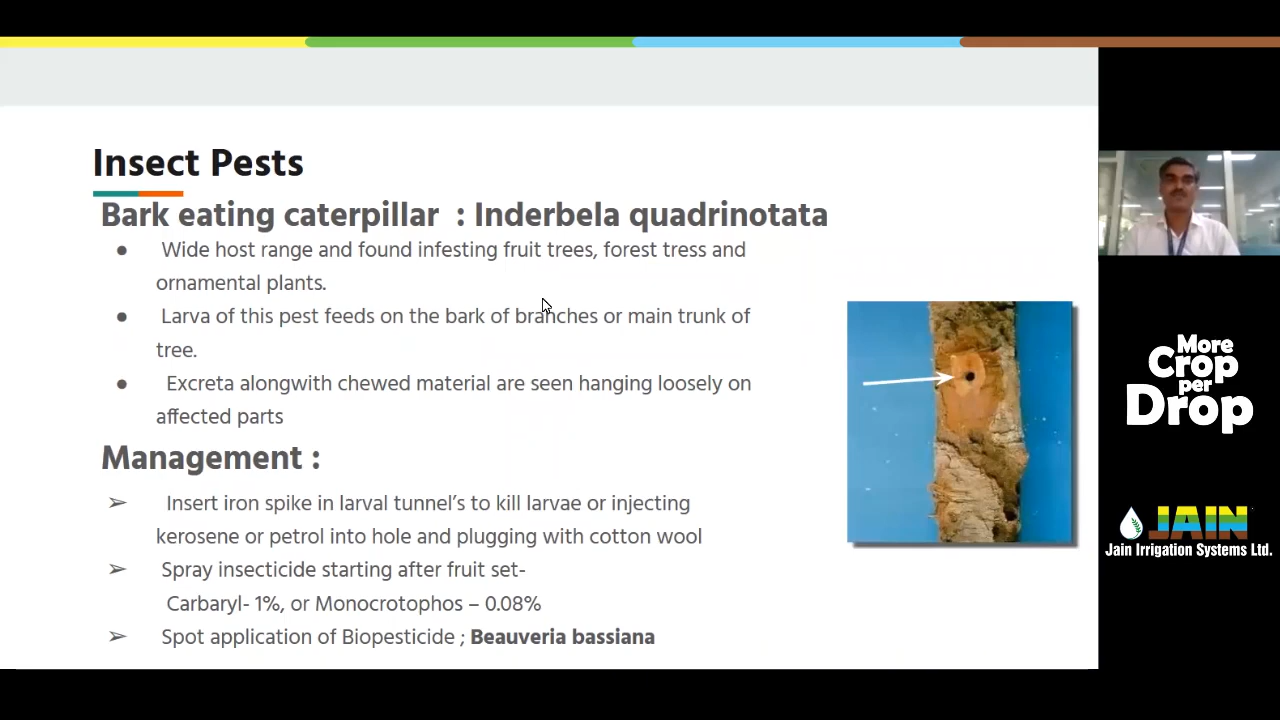 Insect Pests
Bark eating caterpillar : Inderbela quadrinotata
● Wide host range and found infesting fruit trees, forest tress and
ornamental plants.
● Larva of this pest feeds on the bark of branches or main trunk of
tree.
● Excreta alongwith chewed material are seen hanging loosely on
affected parts
Management :
➢ Insert iron spike in larval tunnel's to kill larvae or injecting
kerosene or petrol into hole and plugging with cotton wool
➢ Spray insecticide starting after fruit set-
Carbaryl- 1%, or Monocrotophos – 0.08%
➢ Spot application of Biopesticide ; Beauveria bassiana
More
Crop
per
Drop
JAIN
Jain Irrigation Systems Ltd.